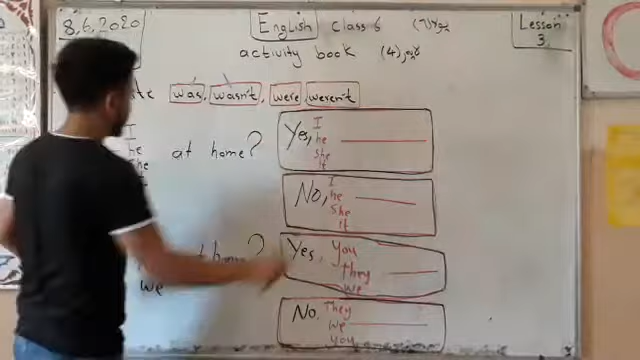 8.6.2020
English class 6
Lesson 3
activity book (4)
was, wasn't, were, weren't
I
he
at home?
Yes, I
he
she
it
No, I
he
she
it
home?
Yes, you
they
we
we
No. They
we
you